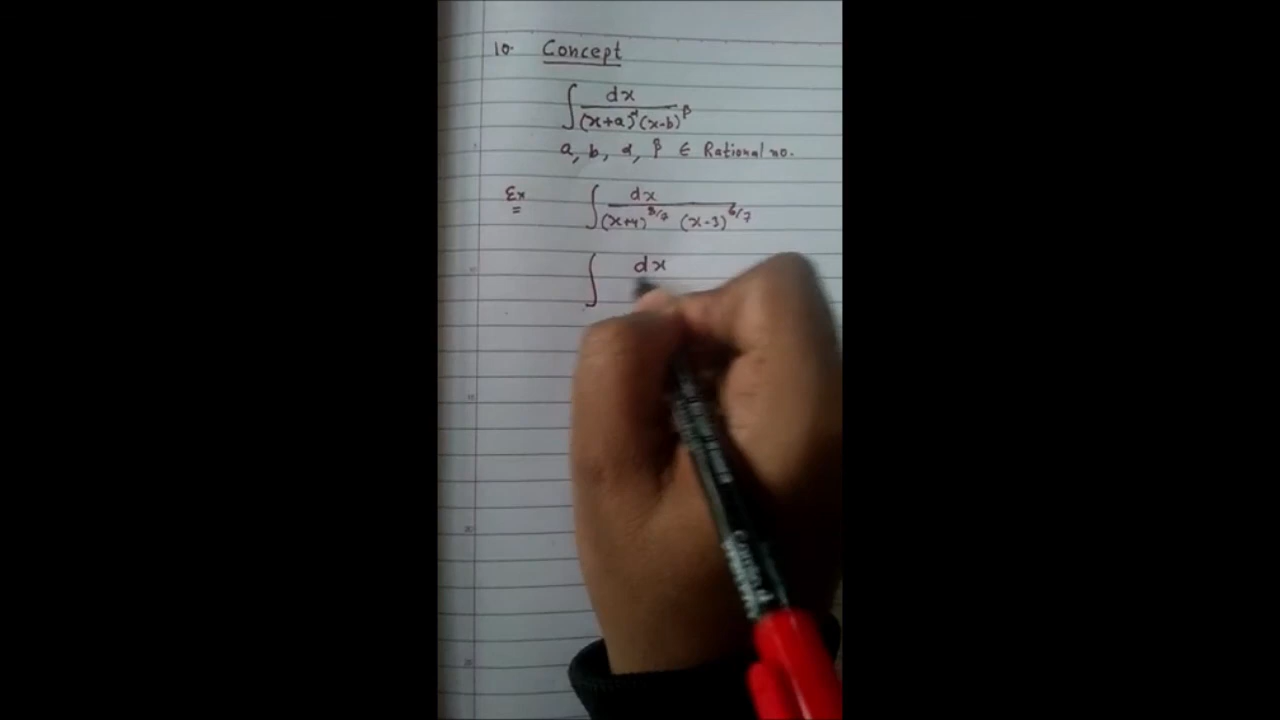 10. Concept
∫ dx / (x+a)^α (x-b)^β
a, b, α, β ∈ Rational no.
Ex = ∫ dx / (x+4)^8/7 (x-3)^6/7
∫ dx